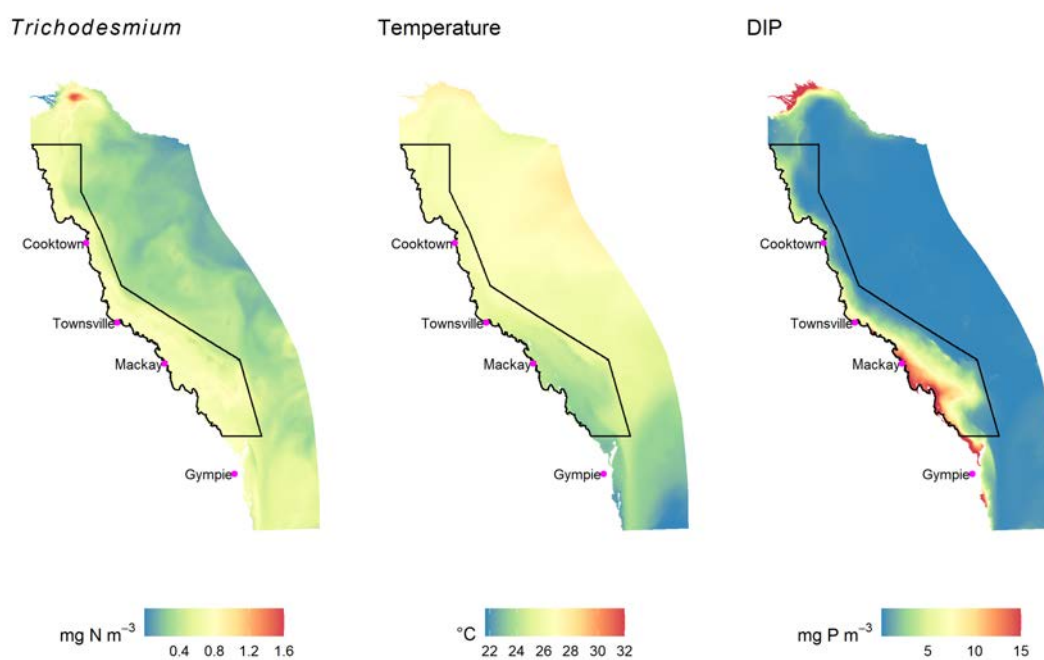 Trichodesmium
Temperature
DIP
Cooktown
Townsville
Mackay
Gympie
Cooktown
Townsville
Mackay
Gympie
Cooktown
Townsville
Mackay
Gympie
mg N m⁻³
0.4 0.8 1.2 1.6
°C
22 24 26 28 30 32
mg P m⁻³
5 10 15